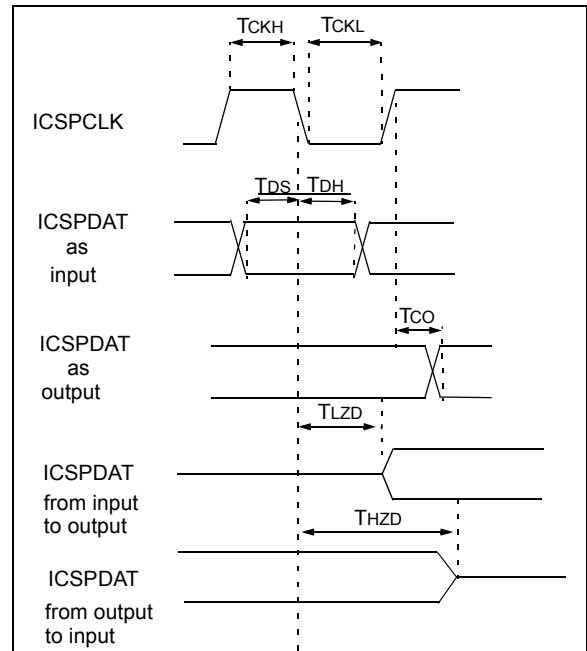 TCKH TCKL
ICSPCLK
TDS TDH
ICSPDAT
as
input
TCO
ICSPDAT
as
output
TLZD
ICSPDAT
from input
to output
THZD
ICSPDAT
from output
to input